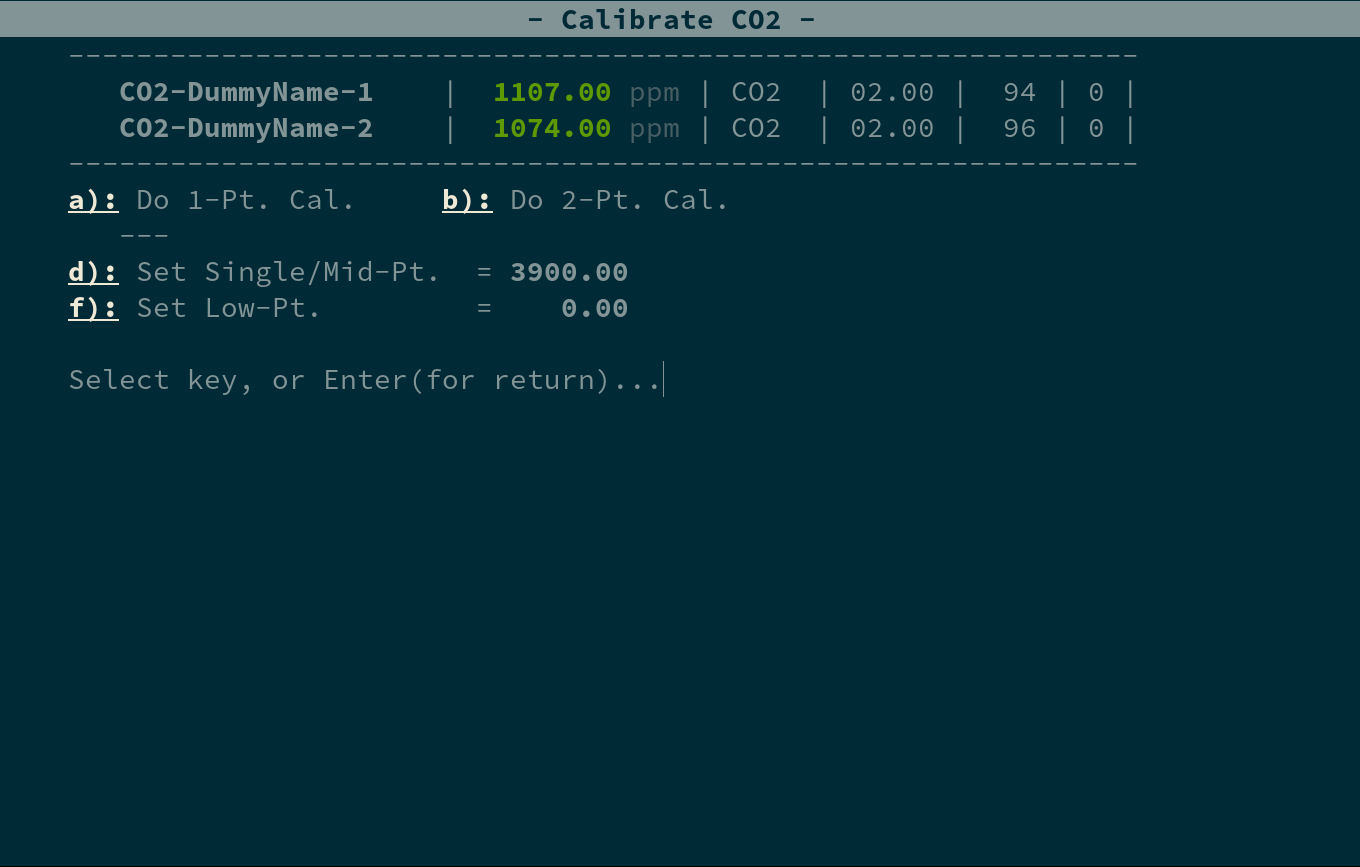 - Calibrate CO2 -
---------------------------------------------------------------
CO2-DummyName-1    |  1107.00 ppm | CO2  | 02.00 |  94 | 0 |
CO2-DummyName-2    |  1074.00 ppm | CO2  | 02.00 |  96 | 0 |
---------------------------------------------------------------
a): Do 1-Pt. Cal.     b): Do 2-Pt. Cal.
---
d): Set Single/Mid-Pt.  = 3900.00
f): Set Low-Pt.         =    0.00
Select key, or Enter(for return)...